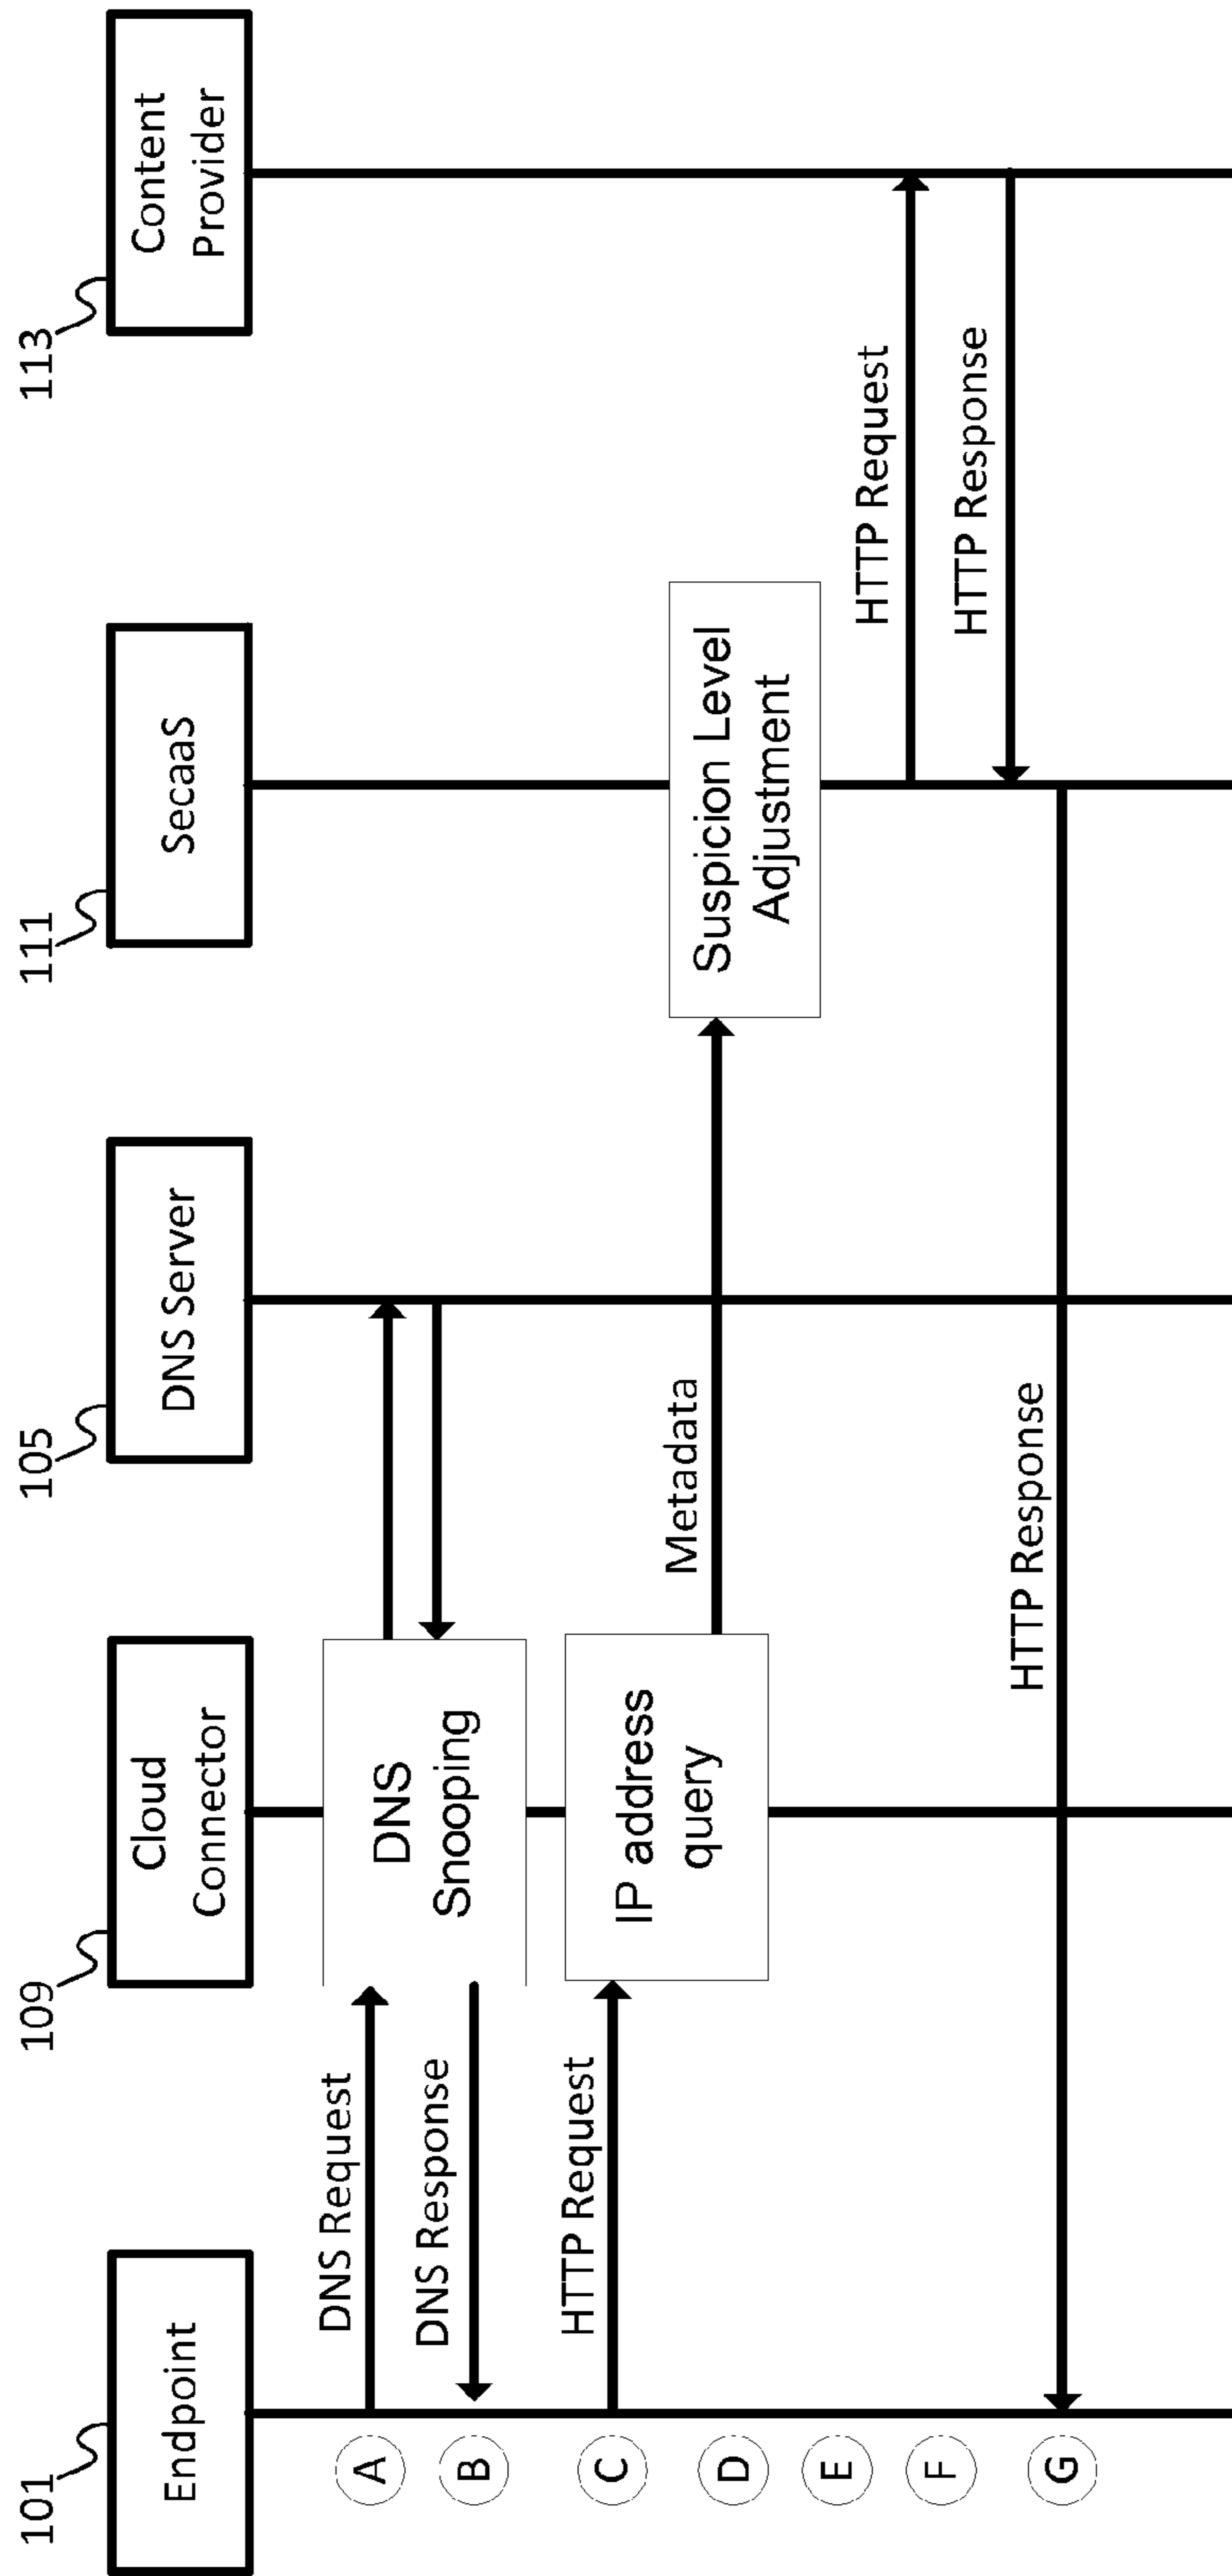 101
109
105
111
113
Endpoint
Cloud
Connector
DNS Server
SecaaS
Content
Provider
A
DNS Request
DNS
Snooping
B
DNS Response
C
HTTP Request
IP address
query
D
Metadata
Suspicion Level
Adjustment
E
HTTP Request
F
HTTP Response
G
HTTP Response